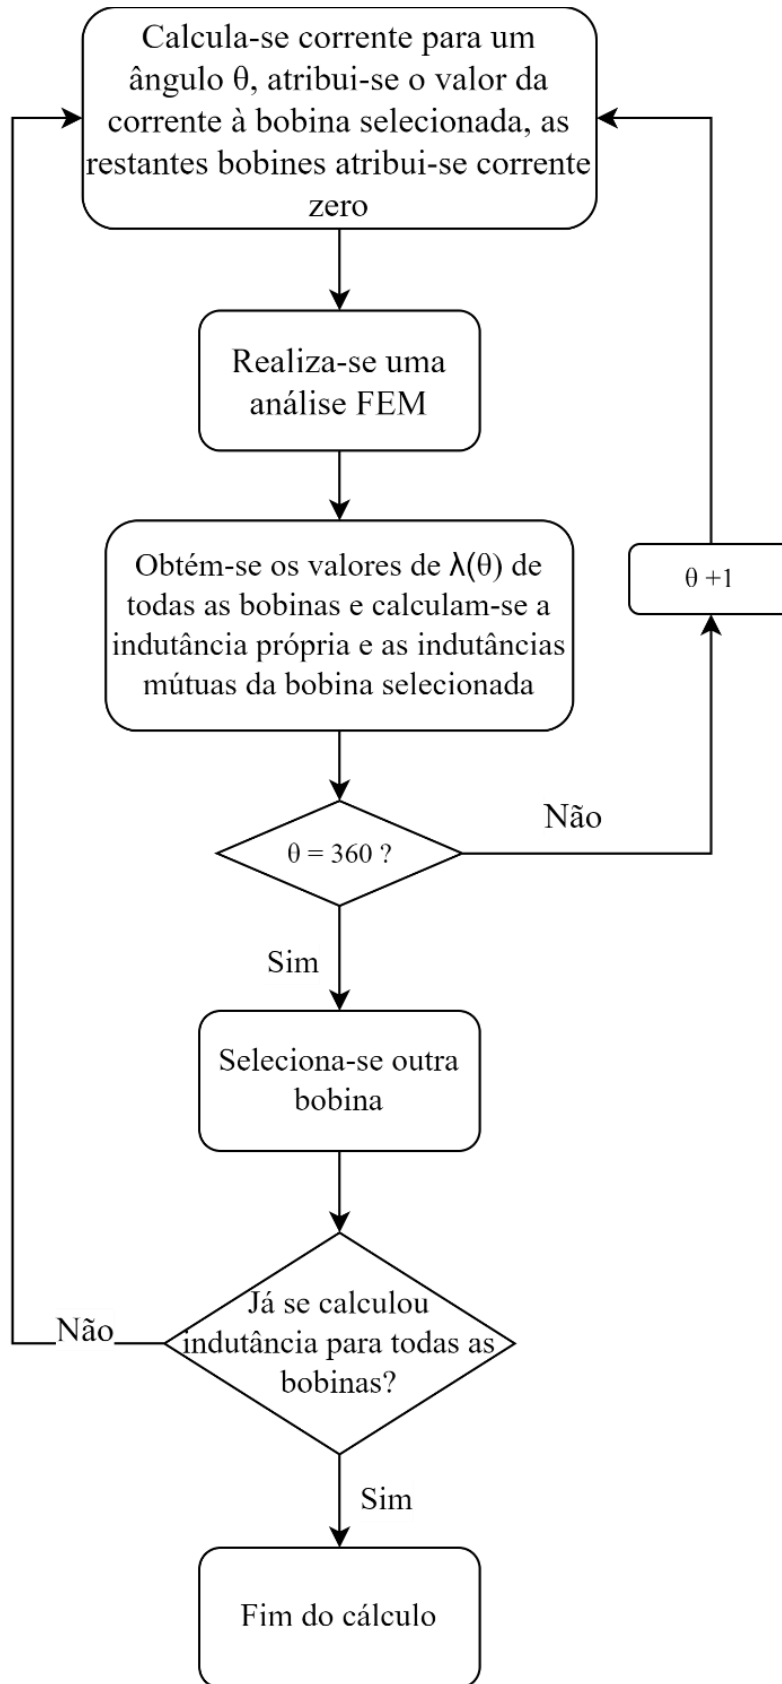 Calcula-se corrente para um
ângulo θ, atribui-se o valor da
corrente à bobina selecionada, as
restantes bobines atribui-se corrente
zero
Realiza-se uma
análise FEM
Obtém-se os valores de λ(θ) de
todas as bobinas e calculam-se a
indutância própria e as indutâncias
mútuas da bobina selecionada
θ +1
θ = 360 ?
Não
Sim
Seleciona-se outra
bobina
Já se calculou
indutância para todas as
bobinas?
Não
Sim
Fim do cálculo